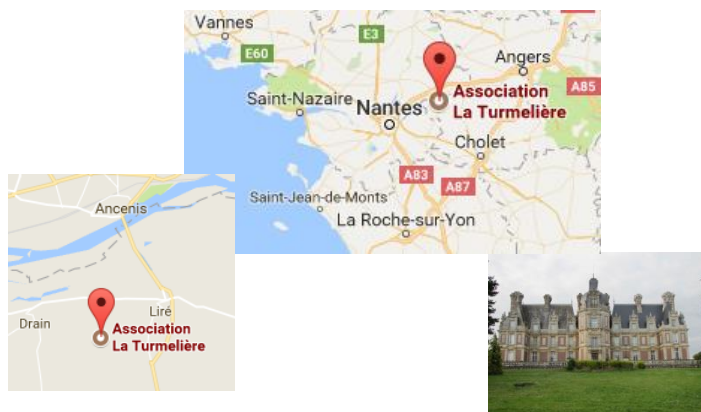 Vannes
E3
E60
Angers
A85
Association
La Turmelière
Saint-Nazaire
Nantes
Cholet
A83
A87
Saint-Jean-de-Monts
La Roche-sur-Yon
Ancenis
Liré
Drain
Association
La Turmelière